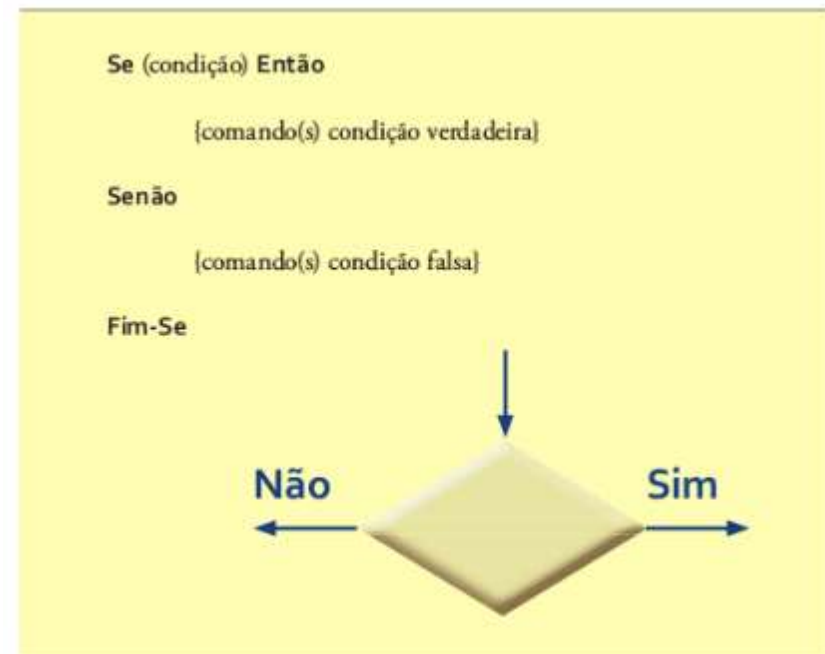 Se (condição) Então
{comando(s) condição verdadeira}
Senão
{comando(s) condição falsa}
Fim-Se
Não
Sim